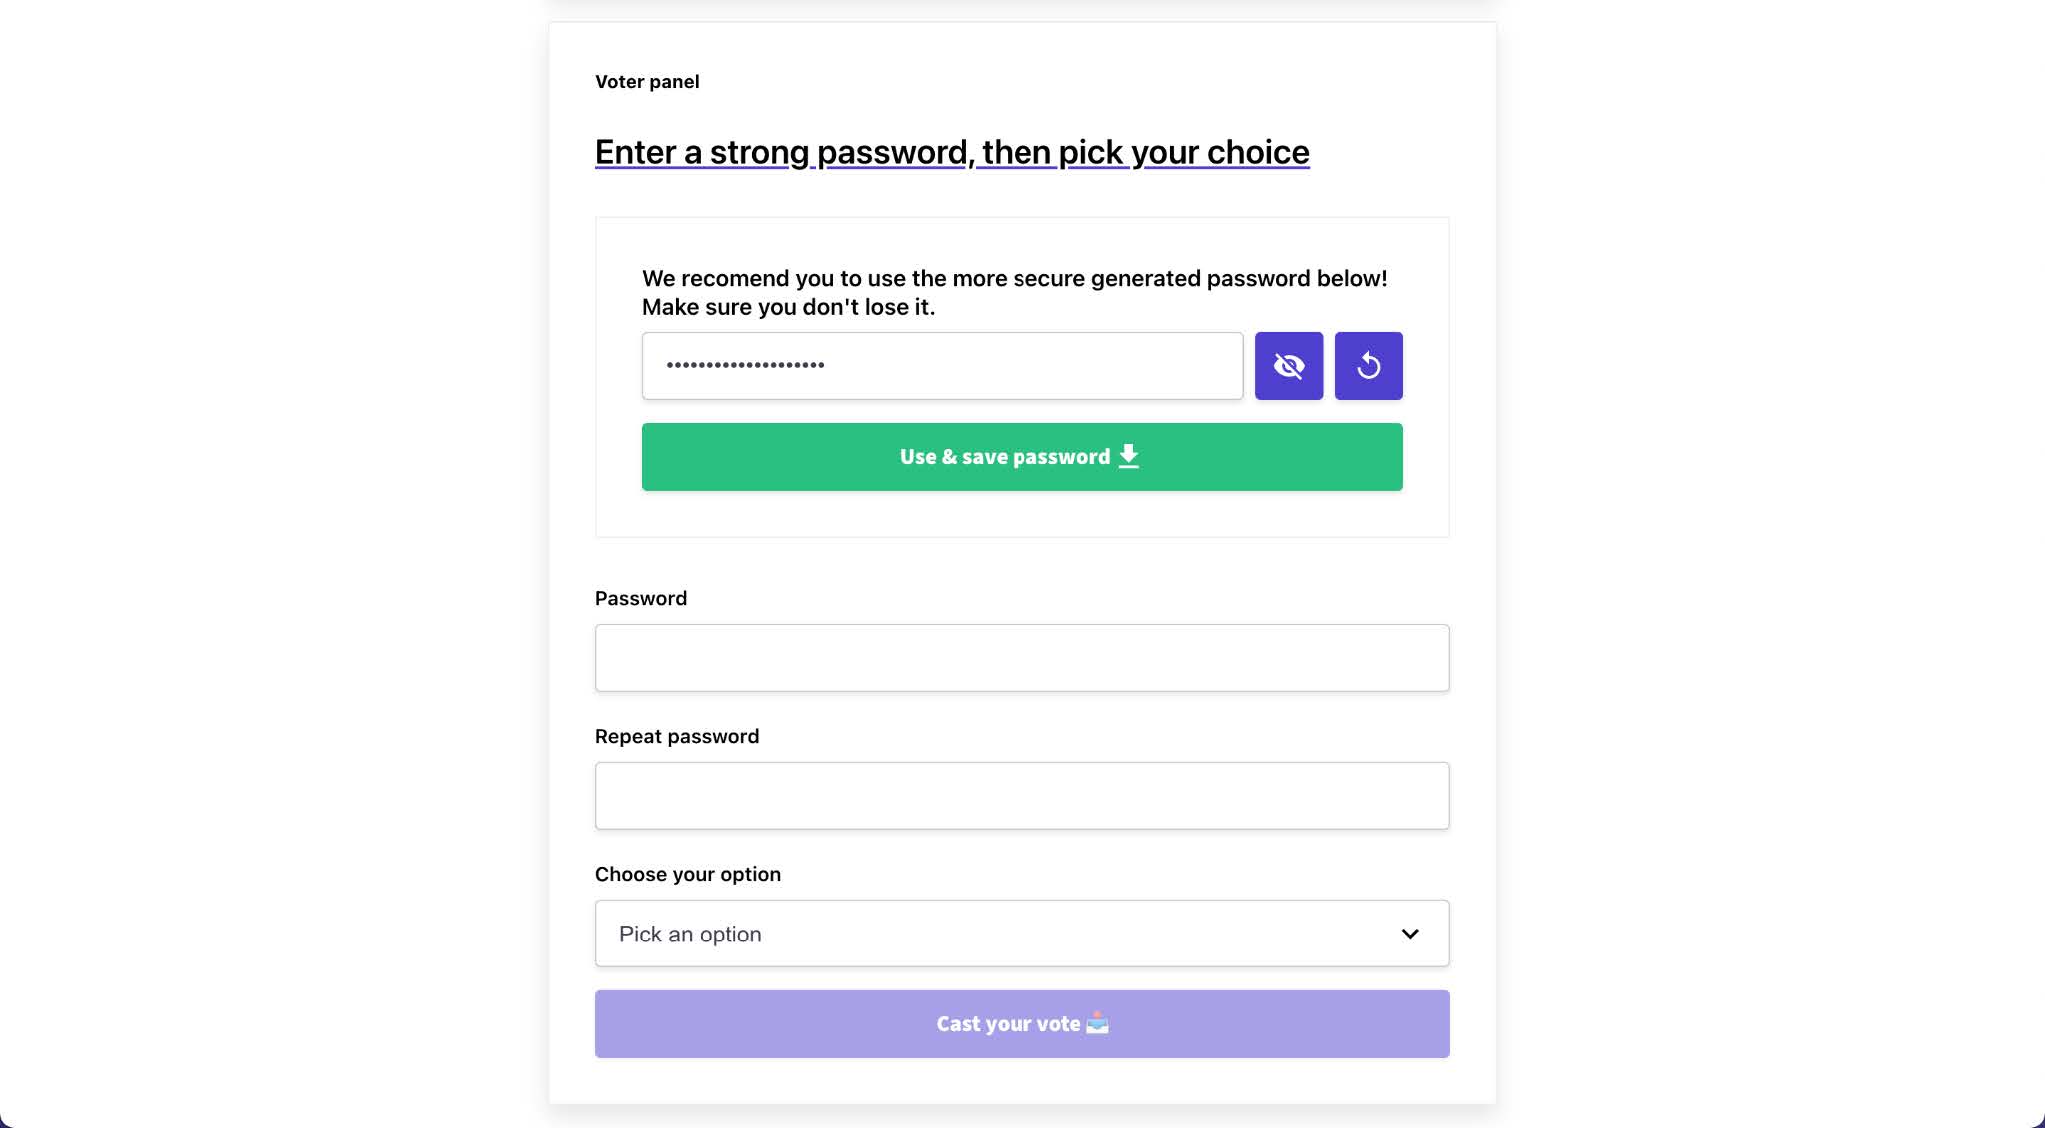 Voter panel
Enter a strong password, then pick your choice
We recomend you to use the more secure generated password below!
Make sure you don't lose it.
••••••••••••••••••••
Use & save password
Password
Repeat password
Choose your option
Pick an option
Cast your vote